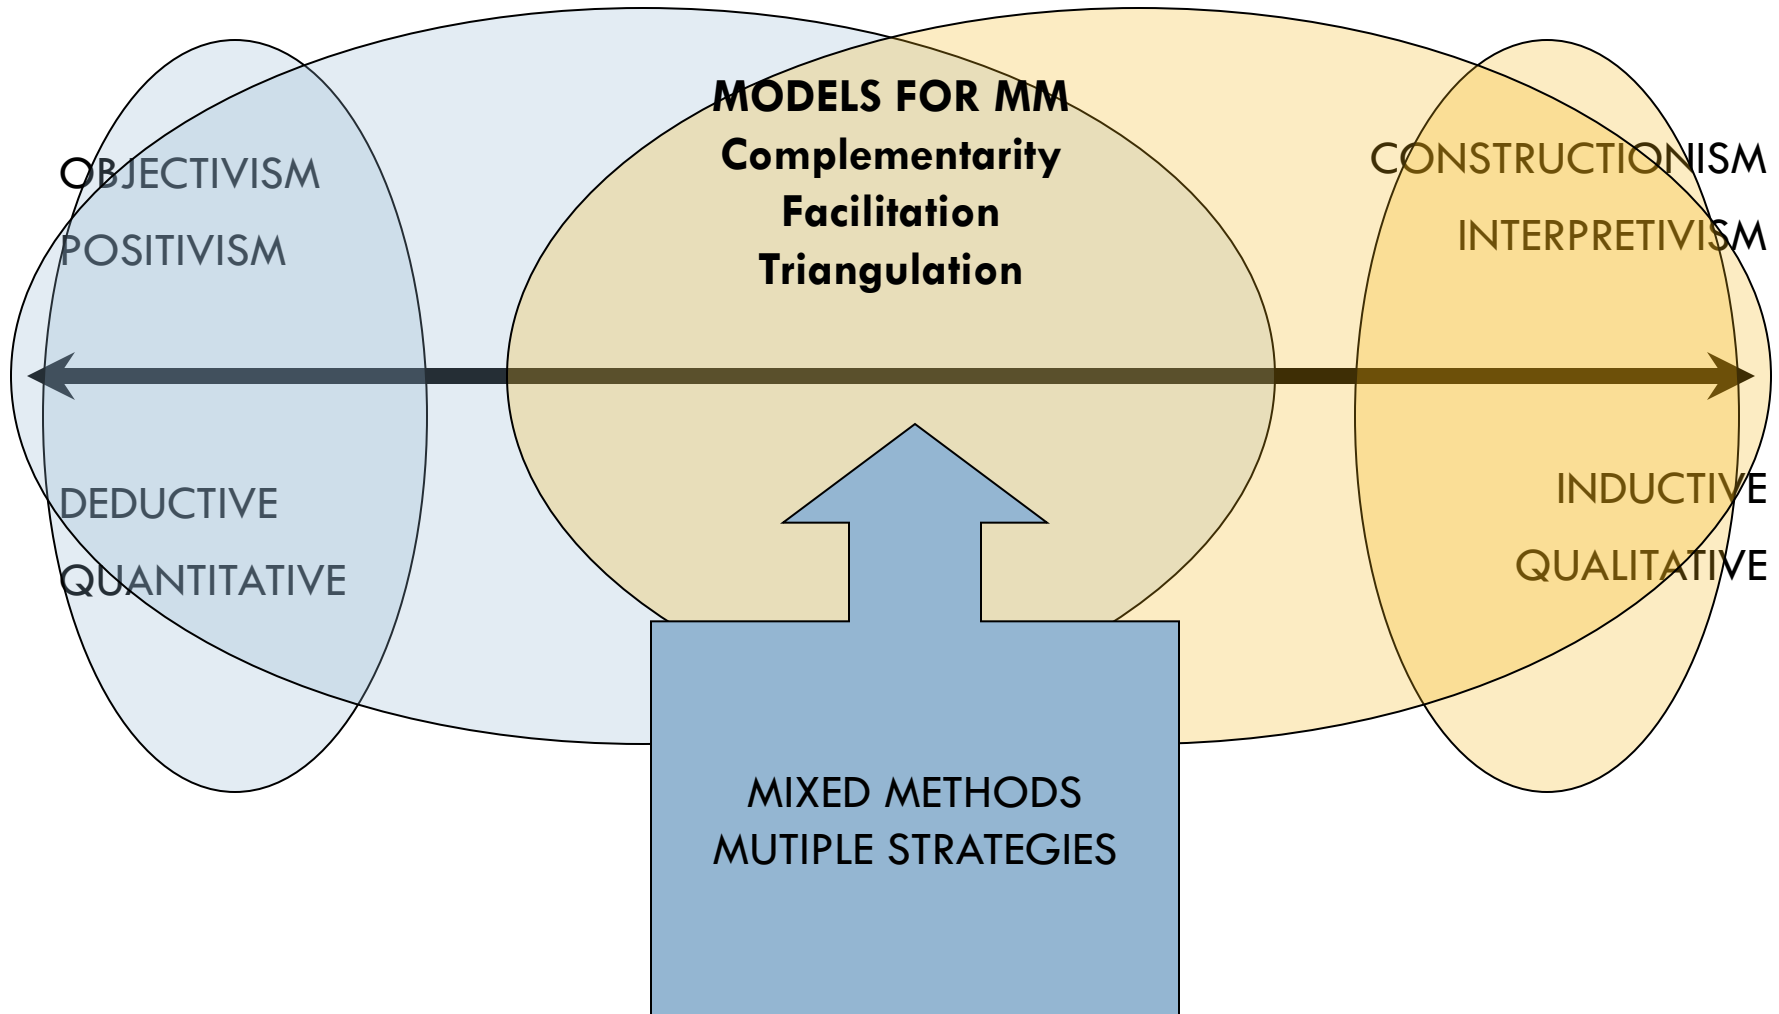 MODELS FOR MM
Complementarity
Facilitation
Triangulation
OBJECTIVISM
POSITIVISM
CONSTRUCTIONISM
INTERPRETIVISM
DEDUCTIVE
QUANTITATIVE
INDUCTIVE
QUALITATIVE
MIXED METHODS
MUTIPLE STRATEGIES